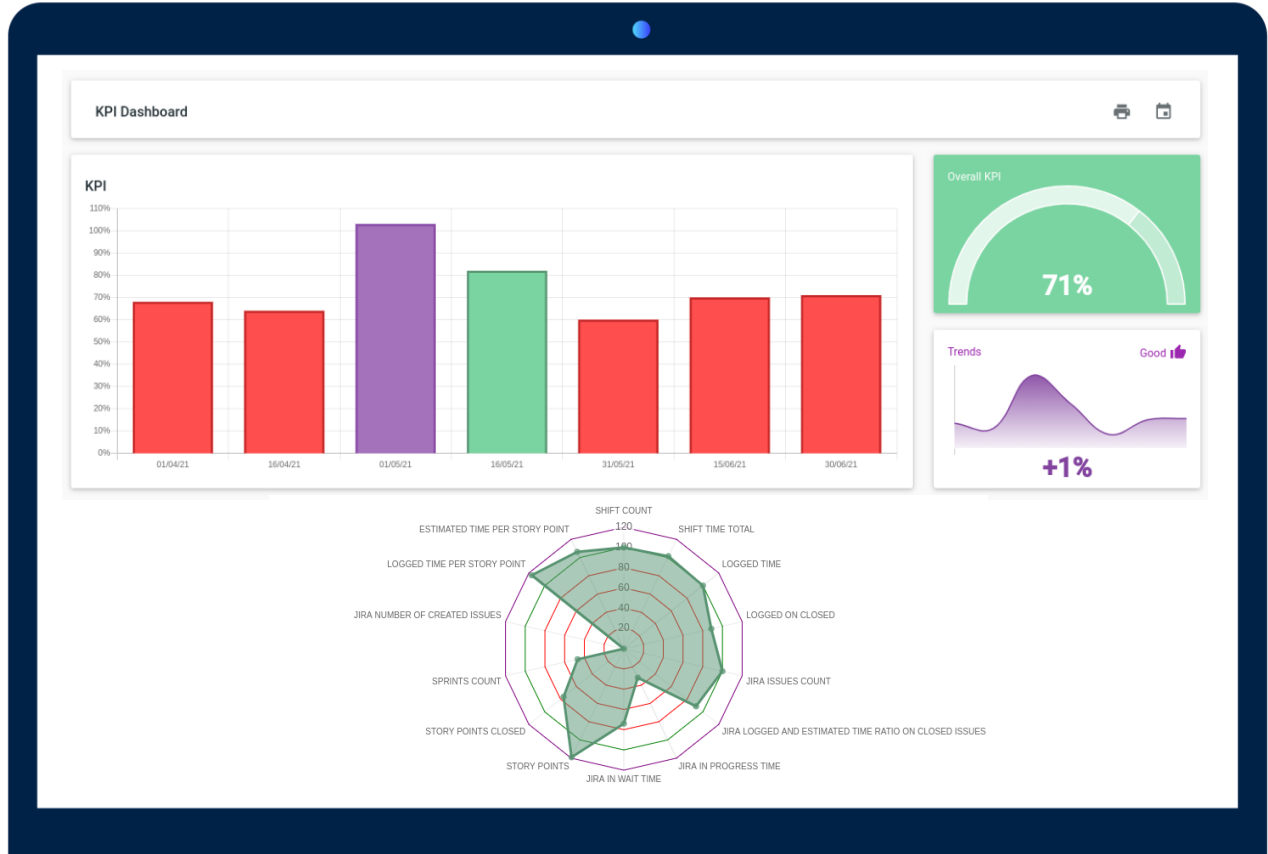 KPI Dashboard
KPI
110%
100%
90%
80%
70%
60%
50%
40%
30%
20%
10%
0%
01/04/21
16/04/21
01/05/21
16/05/21
31/05/21
15/06/21
30/06/21
Overall KPI
71%
Trends
Good
+1%
SHIFT COUNT
SHIFT TIME TOTAL
LOGGED TIME
LOGGED ON CLOSED
JIRA ISSUES COUNT
JIRA LOGGED AND ESTIMATED TIME RATIO ON CLOSED ISSUES
JIRA IN PROGRESS TIME
JIRA IN WAIT TIME
STORY POINTS
STORY POINTS CLOSED
SPRINTS COUNT
JIRA NUMBER OF CREATED ISSUES
LOGGED TIME PER STORY POINT
ESTIMATED TIME PER STORY POINT
120
100
80
60
40
20